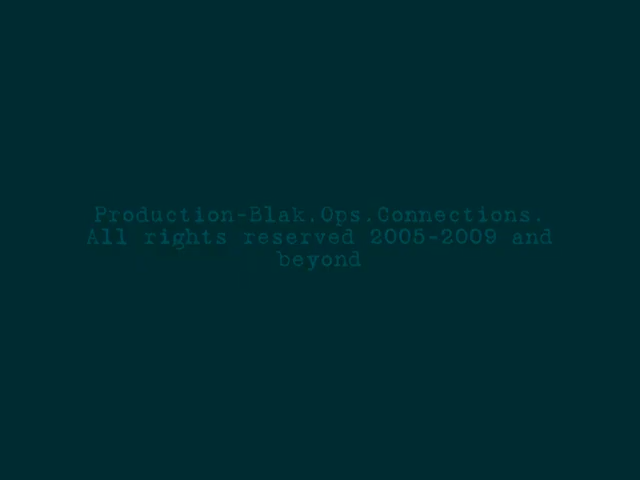 Production-Blak.Ops.Connections.
All rights reserved 2005-2009 and
beyond